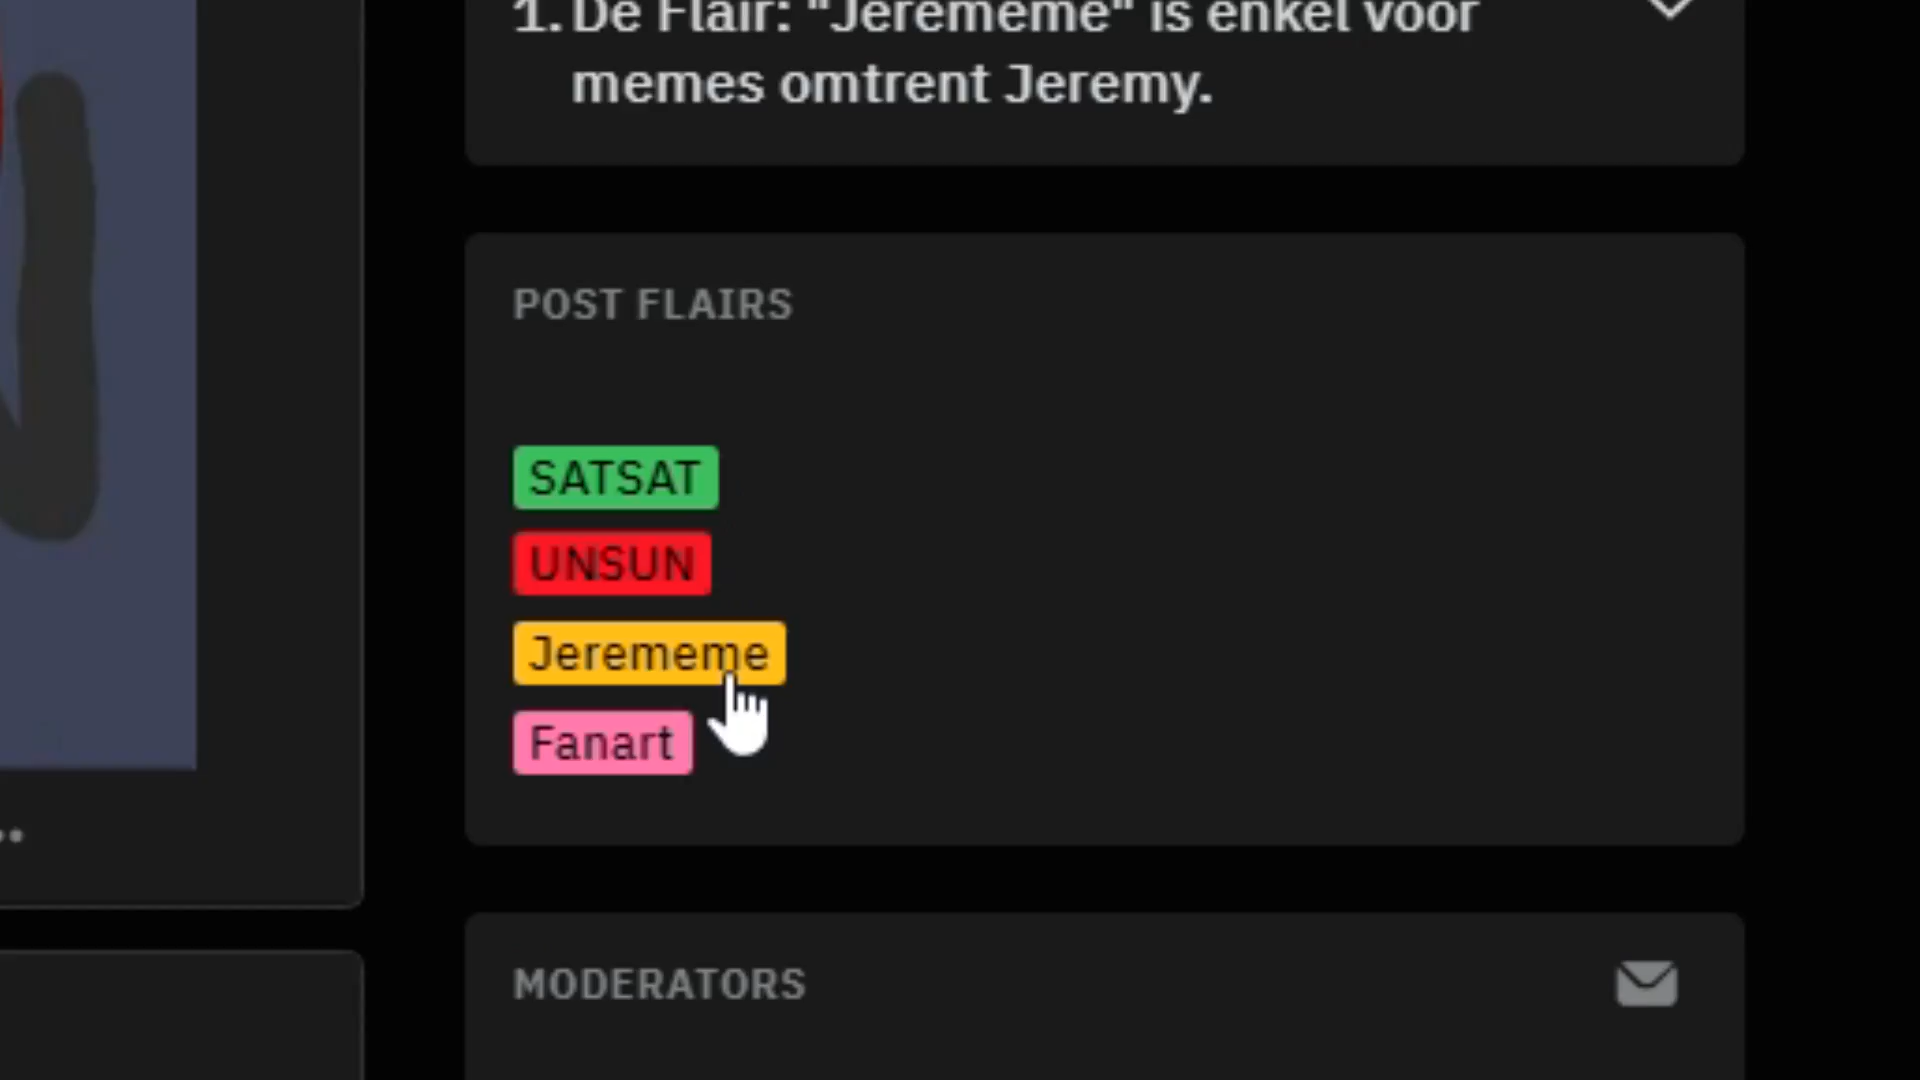 1. De Flair: "Jerememe" is enkel voor
memes omtrent Jeremy.
POST FLAIRS
SATSAT
UNSUN
Jerememe
Fanart
MODERATORS